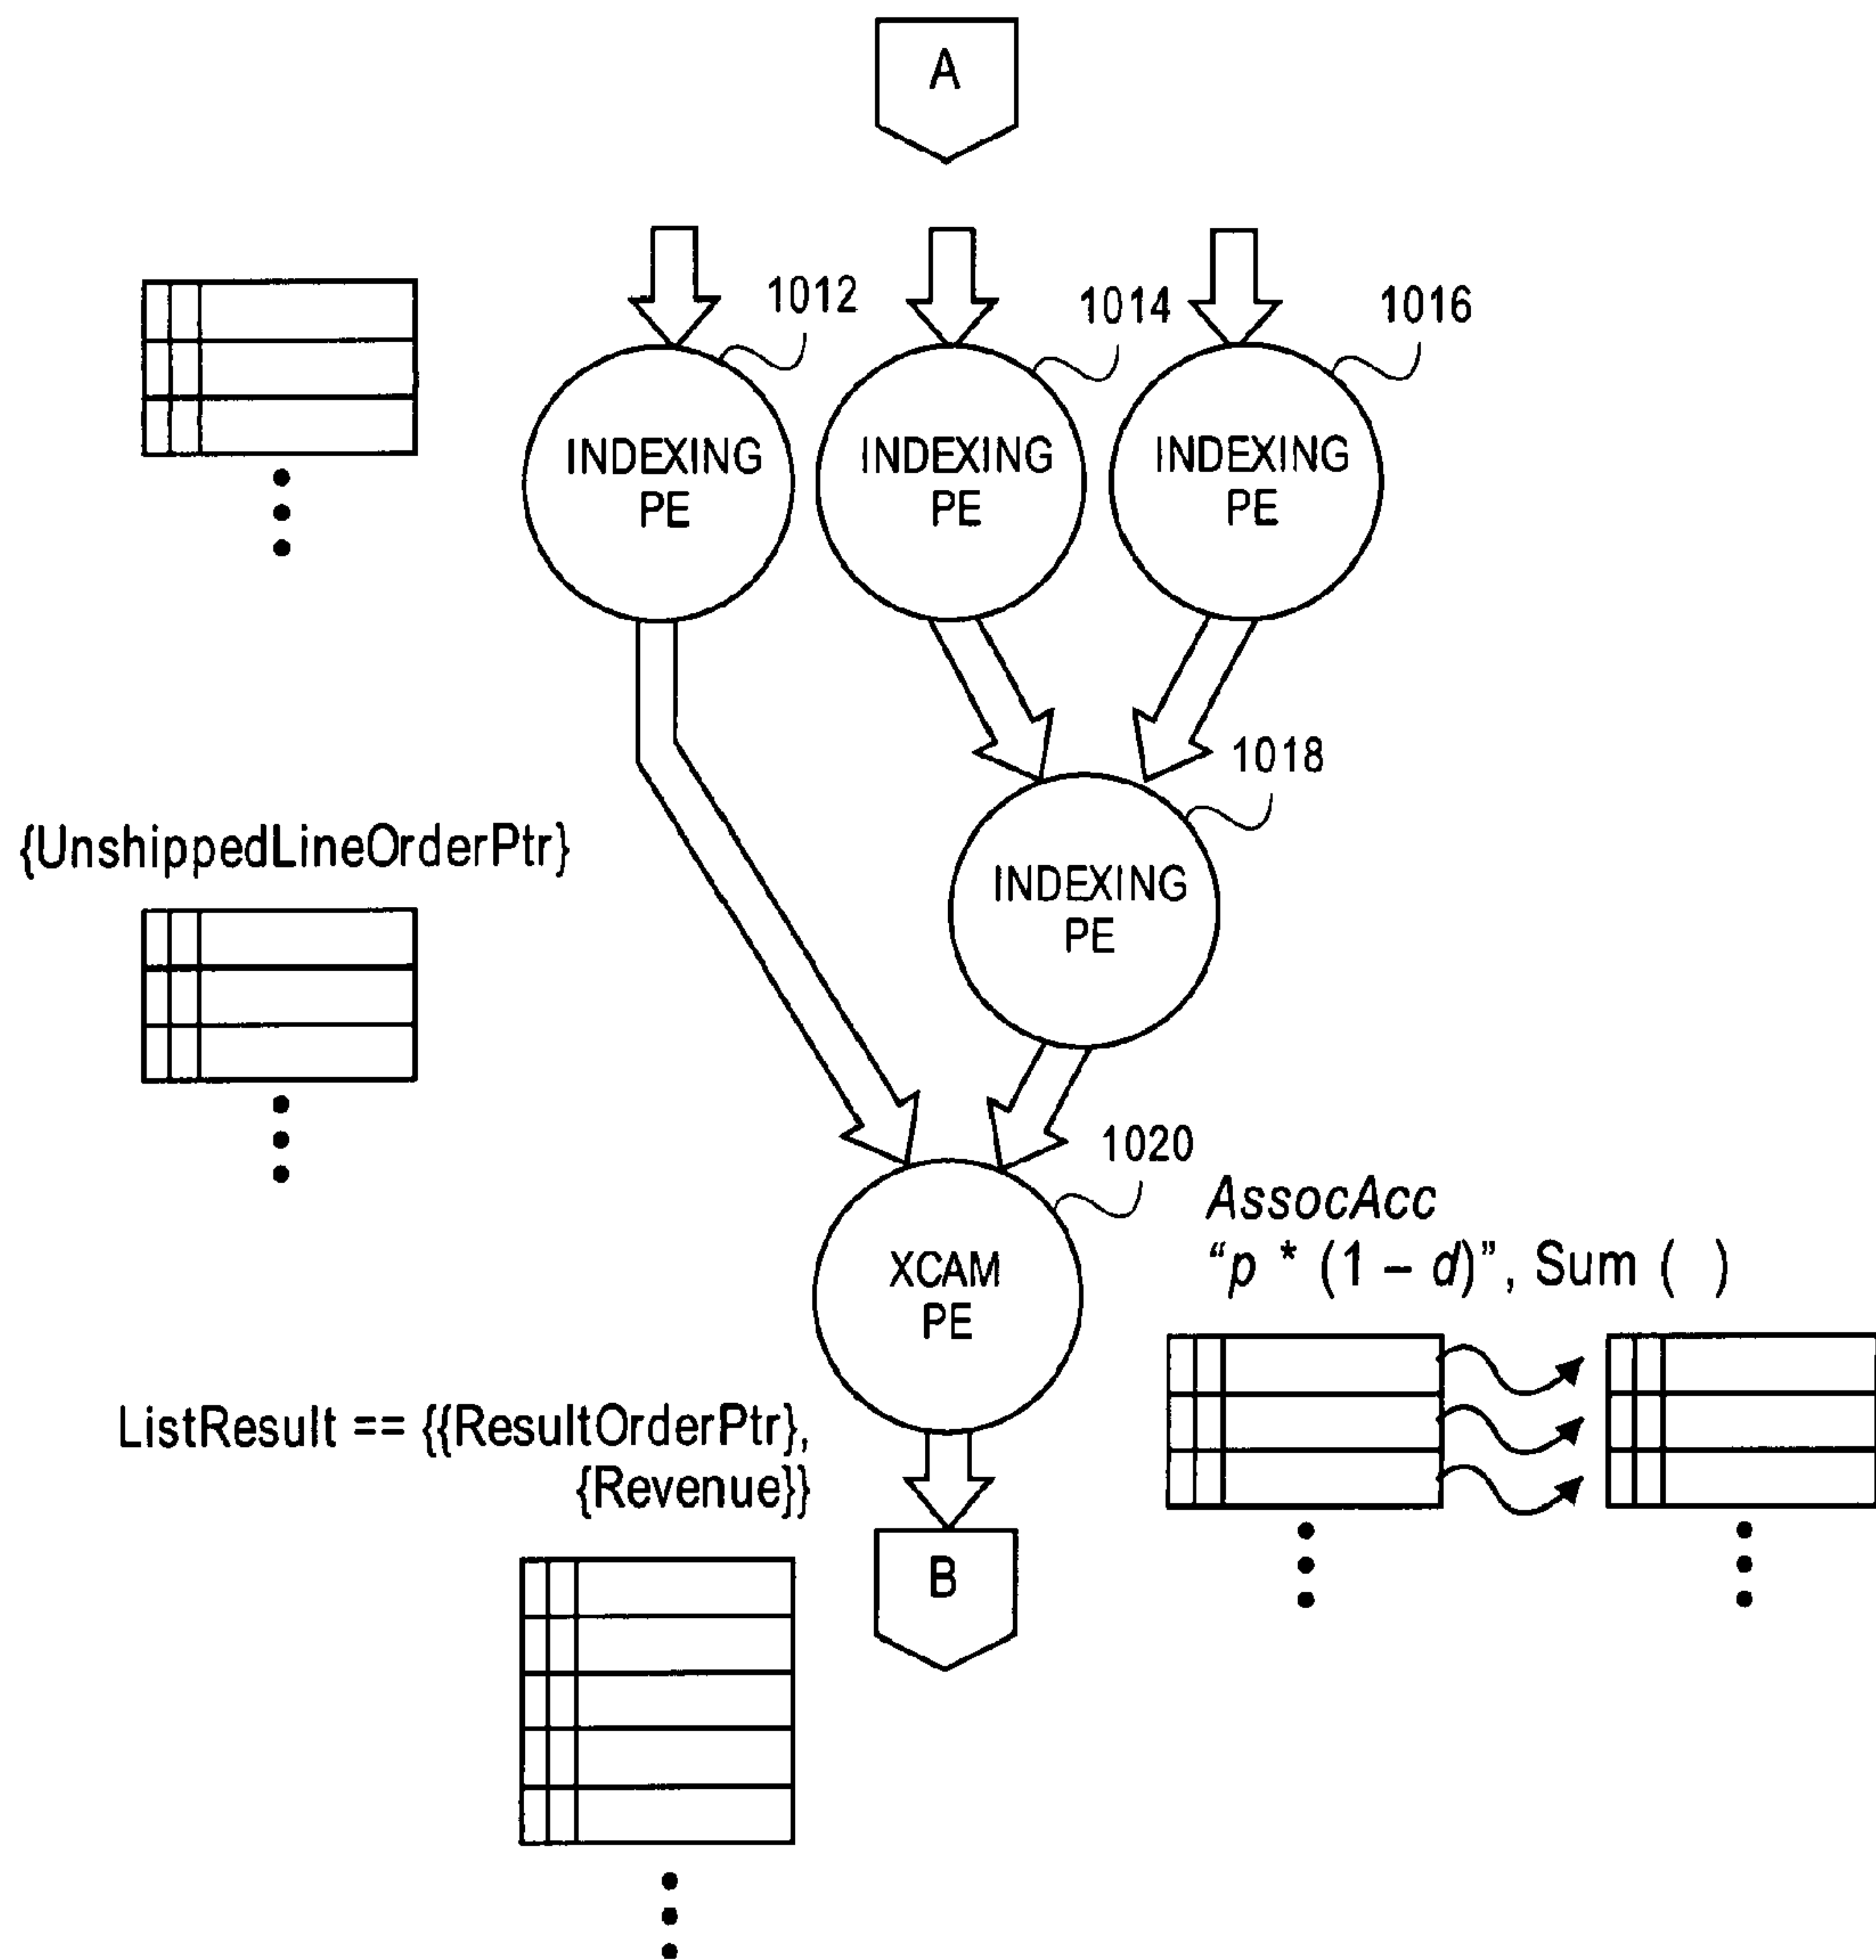 A
1012
1014
1016
INDEXING
PE
INDEXING
PE
INDEXING
PE
1018
{UnshippedLineOrderPtr}
INDEXING
PE
1020
AssocAcc
“p * (1 – d)”, Sum ( )
XCAM
PE
ListResult == {{ResultOrderPtr},
{Revenue}}
B